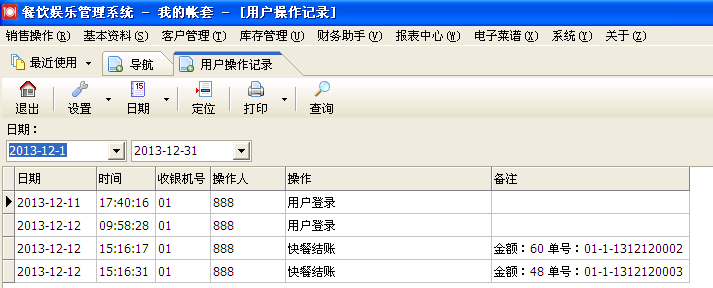 餐饮娱乐管理系统 - 我的帐套 - [用户操作记录]
销售操作(R) 基本资料(S) 客户管理(T) 库存管理(U) 财务助手(V) 报表中心(W) 电子菜谱(X) 系统(Y) 关于(Z)
最近使用 导航 用户操作记录
退出 设置 日期 定位 打印 查询
日期：
2013-12-1 2013-12-31
日期 时间 收银机号 操作人 操作 备注
2013-12-11 17:40:16 01 888 用户登录
2013-12-12 09:58:28 01 888 用户登录
2013-12-12 15:16:17 01 888 快餐结账 金额：60 单号：01-1-1312120002
2013-12-12 15:16:31 01 888 快餐结账 金额：48 单号：01-1-1312120003